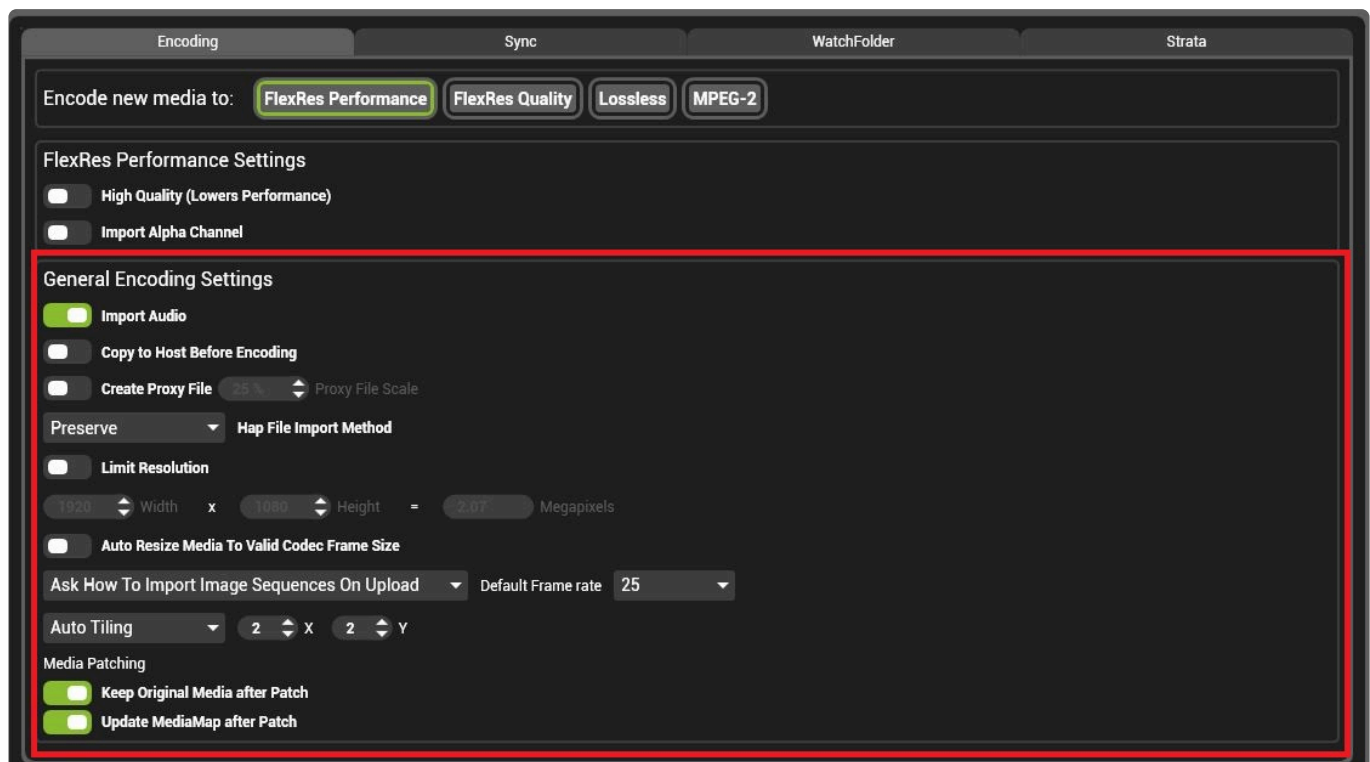 Encoding Sync WatchFolder Strata
Encode new media to: FlexRes Performance FlexRes Quality Lossless MPEG-2
FlexRes Performance Settings
High Quality (Lowers Performance)
Import Alpha Channel
General Encoding Settings
Import Audio
Copy to Host Before Encoding
Create Proxy File 25 % Proxy File Scale
Preserve Hap File Import Method
Limit Resolution
1920 Width x 1080 Height = 2.07 Megapixels
Auto Resize Media To Valid Codec Frame Size
Ask How To Import Image Sequences On Upload Default Frame rate 25
Auto Tiling 2 X 2 Y
Media Patching
Keep Original Media after Patch
Update MediaMap after Patch